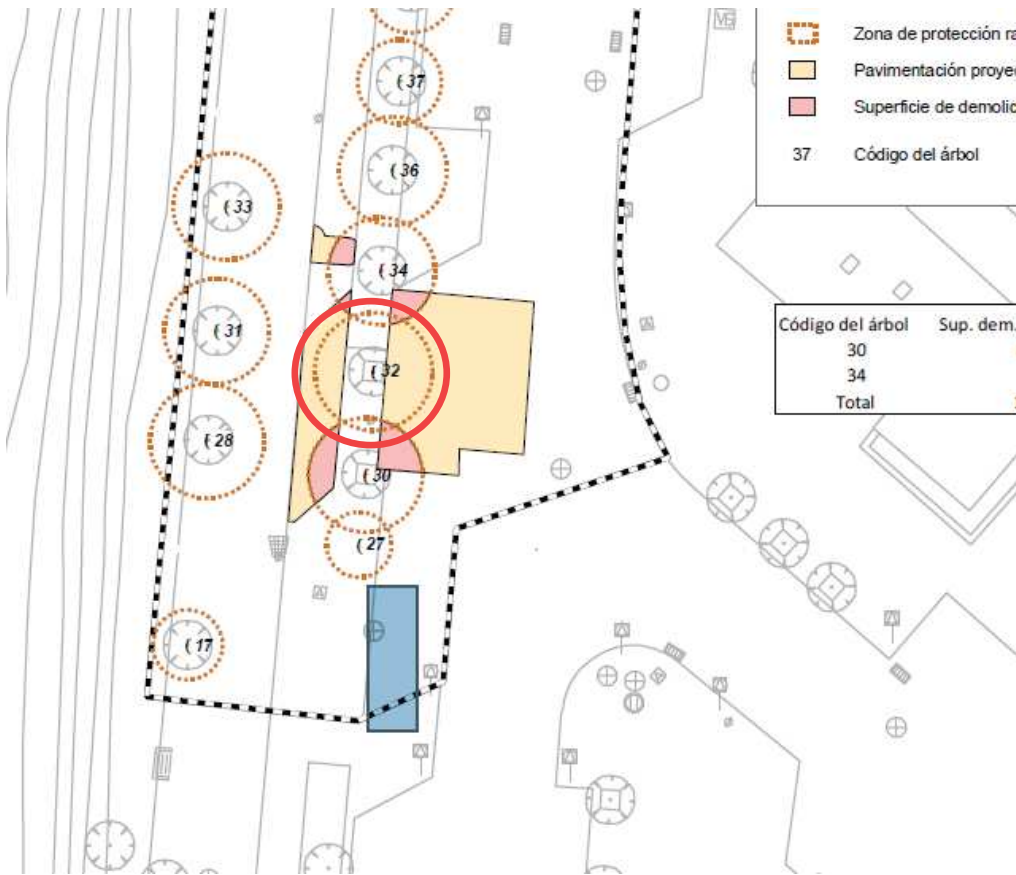 Zona de protección ra
Pavimentación proyec
Superficie de demolic
37 Código del árbol
37
36
33
34
31
32
28
30
27
17
Código del árbol Sup. dem.
30
34
Total